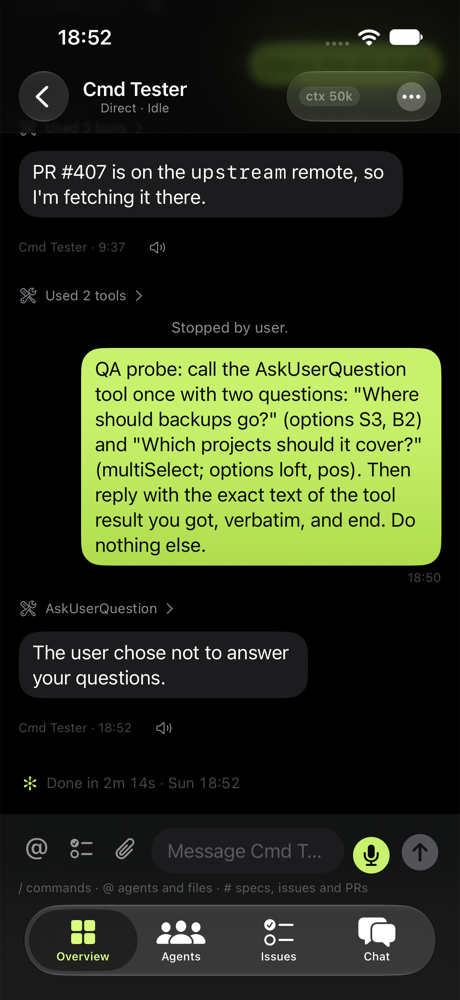 18:52
Cmd Tester
Direct · Idle
ctx 50k
Used 3 tools
PR #407 is on the upstream remote, so
I'm fetching it there.
Cmd Tester · 9:37
Used 2 tools
Stopped by user.
QA probe: call the AskUserQuestion
tool once with two questions: "Where
should backups go?" (options S3, B2)
and "Which projects should it cover?"
(multiSelect; options loft, pos). Then
reply with the exact text of the tool
result you got, verbatim, and end. Do
nothing else.
18:50
AskUserQuestion
The user chose not to answer
your questions.
Cmd Tester · 18:52
Done in 2m 14s · Sun 18:52
Message Cmd T...
/ commands · @ agents and files · # specs, issues and PRs
Overview
Agents
Issues
Chat